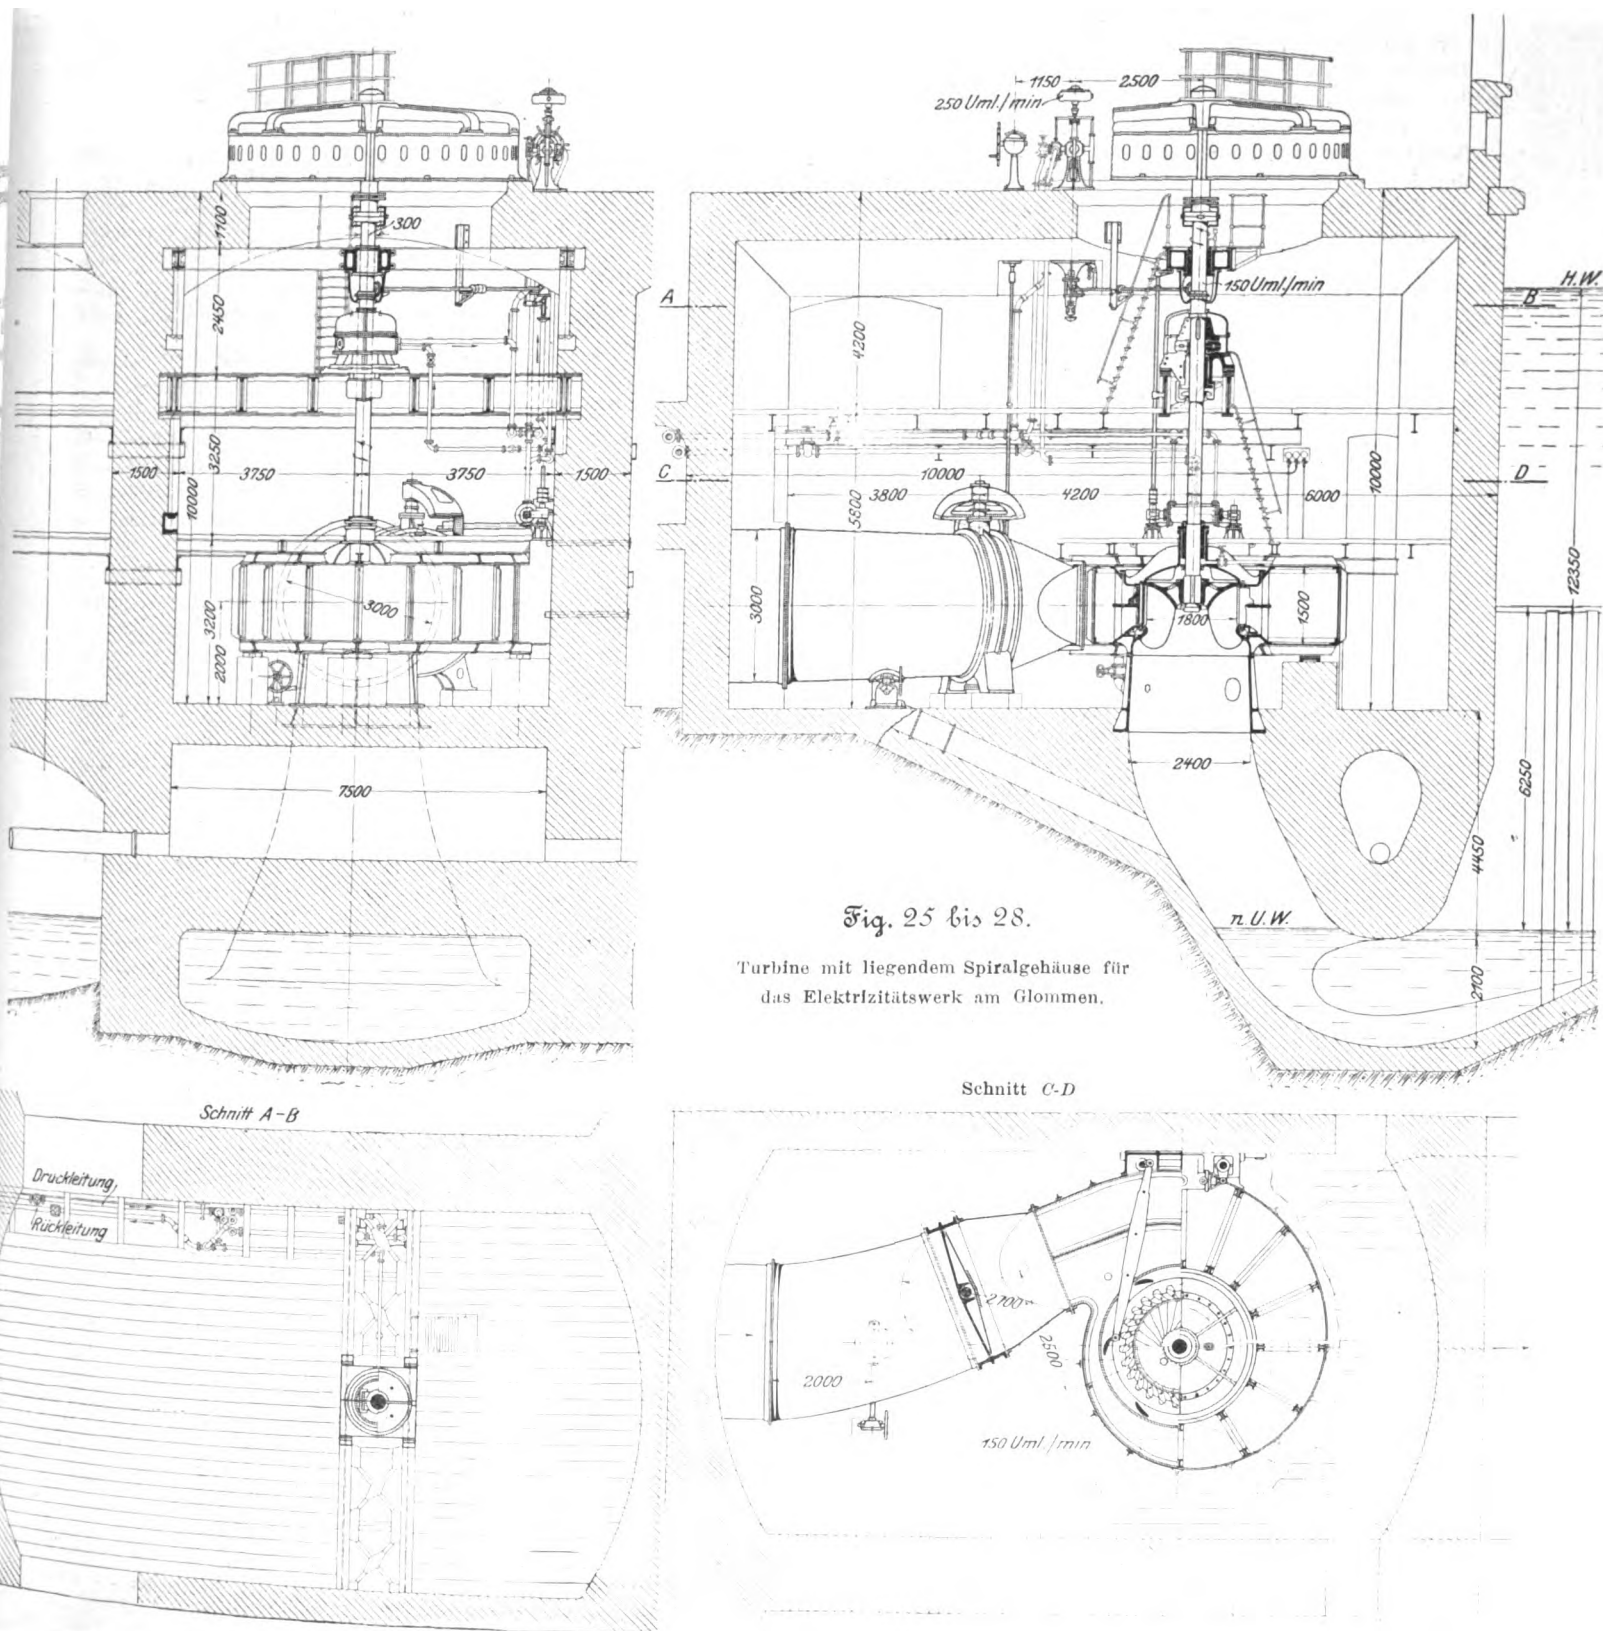 1150
2500
250 Uml./min
1100
300
2450
3250
10000
1500
3750
3750
1500
3000
3200
2000
7500
150 Uml./min
H.W.
A
B
4200
10000
C
D
10000
3800
4200
6000
5800
3000
1800
1500
12350
2400
6250
4450
n.U.W.
2100
Fig. 25 bis 28.
Turbine mit liegendem Spiralgehäuse für
das Elektrizitätswerk am Glommen.
Schnitt A-B
Druckleitung
Rückleitung
Schnitt C-D
2700
2500
2000
150 Uml./min